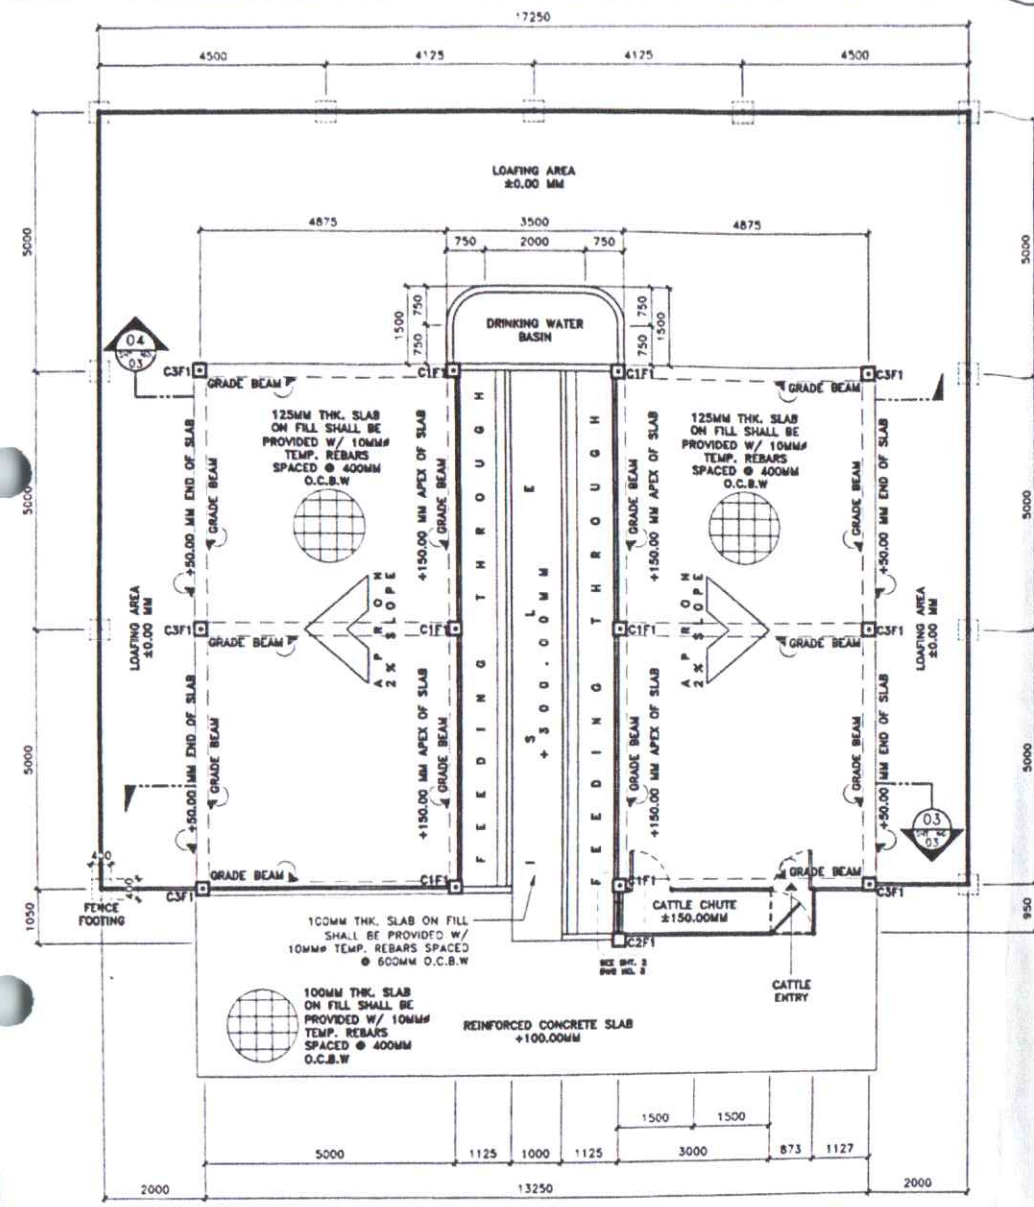 17250
4500
4125
4125
4500
LOAFING AREA
±0.00 MM
4875
3500
4875
750
2000
750
5000
5000
750
1500
750
750
1500
750
DRINKING WATER
BASIN
04
03
C3F1
C1F1
C1F1
C3F1
GRADE BEAM
GRADE BEAM
125MM THK. SLAB
ON FILL SHALL BE
PROVIDED W/ 10MMø
TEMP. REBARS
SPACED @ 400MM
O.C.B.W
125MM THK. SLAB
ON FILL SHALL BE
PROVIDED W/ 10MMø
TEMP. REBARS
SPACED @ 400MM
O.C.B.W
5000
+50.00 MM END OF SLAB
GRADE BEAM
+150.00 MM APEX OF SLAB
GRADE BEAM
FEEDING THROUGH
ISLE
+300.00MM
FEEDING THROUGH
GRADE BEAM
+150.00 MM APEX OF SLAB
GRADE BEAM
+50.00 MM END OF SLAB
5000
LOAFING AREA
±0.00 MM
LOAFING AREA
±0.00 MM
C3F1
C1F1
C1F1
C3F1
GRADE BEAM
GRADE BEAM
2% SLOPE
2% SLOPE
5000
+50.00 MM END OF SLAB
GRADE BEAM
+150.00 MM APEX OF SLAB
GRADE BEAM
GRADE BEAM
+150.00 MM APEX OF SLAB
GRADE BEAM
+50.00 MM END OF SLAB
5000
03
03
400
400
GRADE BEAM
GRADE BEAM
C3F1
C1F1
C1F1
C3F1
FENCE
FOOTING
1050
950
CATTLE CHUTE
±150.00MM
C2F1
100MM THK. SLAB ON FILL
SHALL BE PROVIDED W/
10MMø TEMP. REBARS SPACED
@ 600MM O.C.B.W
CATTLE
ENTRY
100MM THK. SLAB
ON FILL SHALL BE
PROVIDED W/ 10MMø
TEMP. REBARS
SPACED @ 400MM
O.C.B.W
REINFORCED CONCRETE SLAB
+100.00MM
1500
1500
5000
1125
1000
1125
3000
873
1127
2000
13250
2000